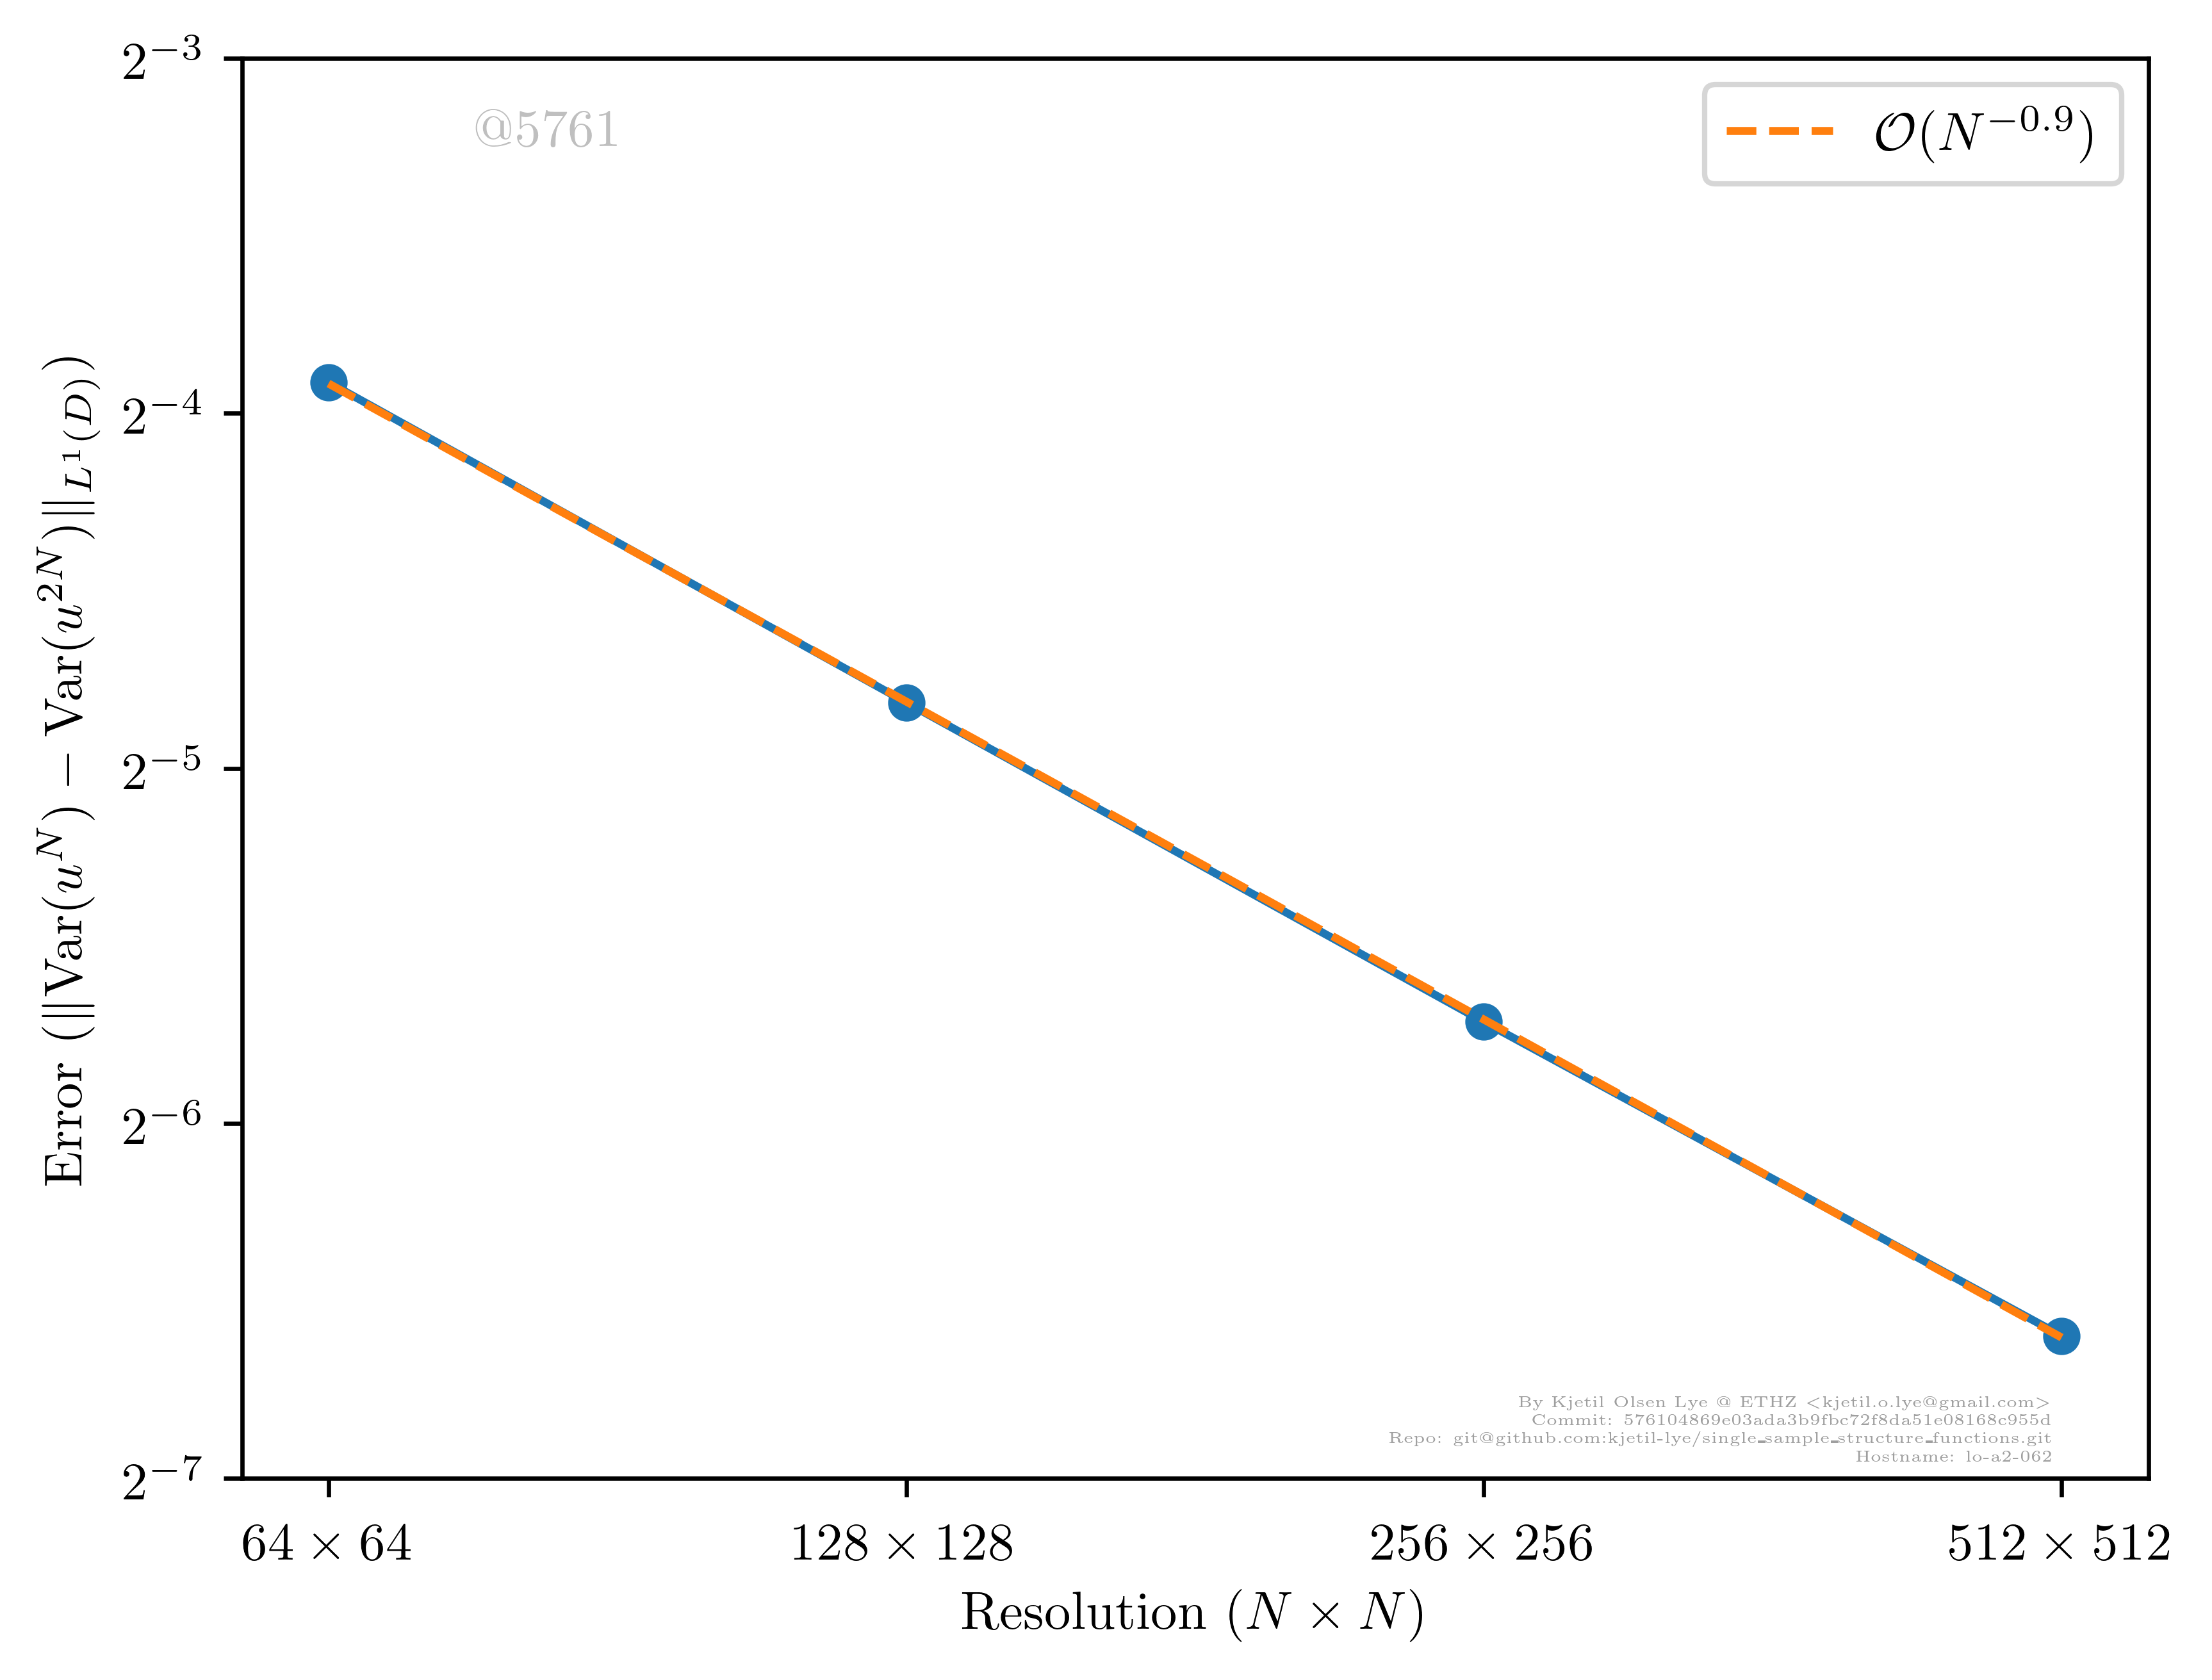 2^{-3}
@5761
O(N^{-0.9})
2^{-4}
2^{-5}
2^{-6}
2^{-7}
Error (||Var(u^N) − Var(u^{2N})||_{L^1(D)})
By Kjetil Olsen Lye @ ETHZ <kjetil.o.lye@gmail.com>
Commit: 576104869e03ada3b9fbc72f8da51e08168c955d
Repo: git@github.com:kjetil-lye/single_sample_structure_functions.git
Hostname: lo-a2-062
64 × 64
128 × 128
256 × 256
512 × 512
Resolution (N × N)